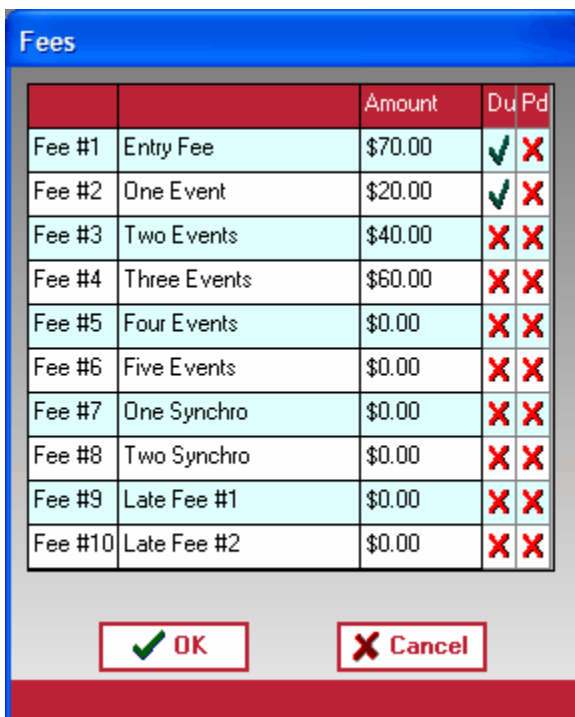 Fees
Amount Du Pd
Fee #1 Entry Fee $70.00
Fee #2 One Event $20.00
Fee #3 Two Events $40.00
Fee #4 Three Events $60.00
Fee #5 Four Events $0.00
Fee #6 Five Events $0.00
Fee #7 One Synchro $0.00
Fee #8 Two Synchro $0.00
Fee #9 Late Fee #1 $0.00
Fee #10 Late Fee #2 $0.00
OK Cancel